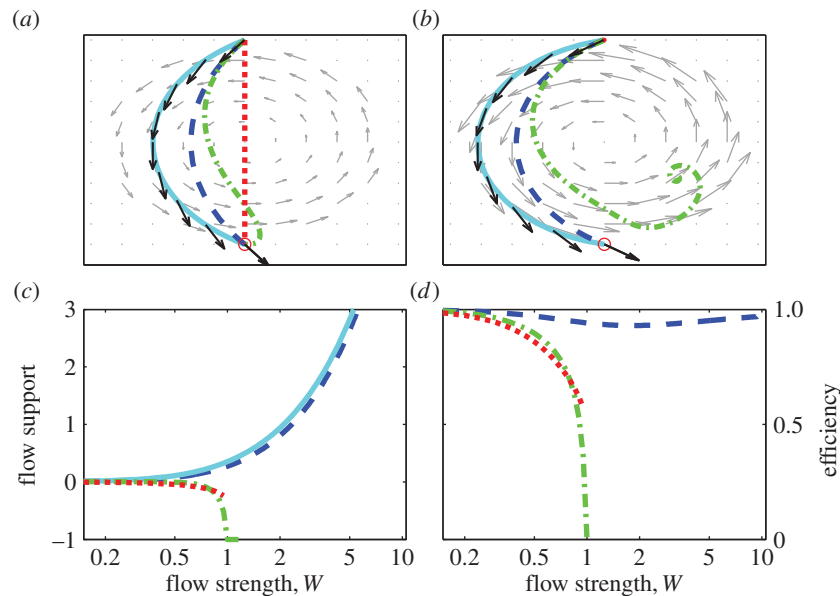 (a)
(b)
(c)
(d)
3
2
1
0
–1
flow support
0.2 0.5 1 2 5 10
flow strength, W
1.0
0.5
0
efficiency
0.2 0.5 1 2 5 10
flow strength, W